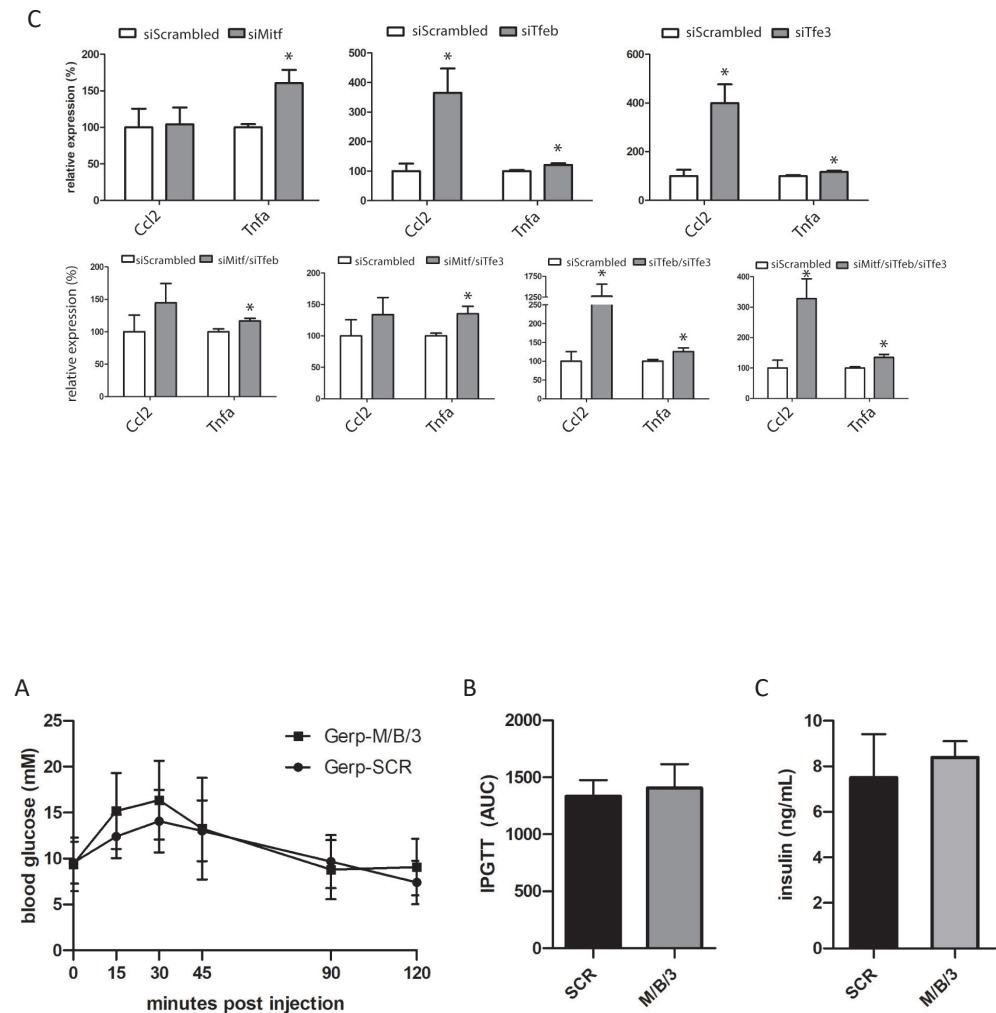 C
siScrambled siMitf
relative expression (%)
200
150
100
50
0
*
Ccl2
Tnfa
siScrambled siTfeb
500
400
300
200
100
0
*
*
Ccl2
Tnfa
siScrambled siTfe3
600
400
200
0
*
*
Ccl2
Tnfa
siScrambled siMitf/siTfeb
relative expression (%)
200
150
100
50
0
*
Ccl2
Tnfa
siScrambled siMitf/siTfe3
200
150
100
50
0
*
Ccl2
Tnfa
siScrambled siTfeb/siTfe3
1750
1250
250
200
150
100
50
0
*
*
Ccl2
Tnfa
siScrambled siMitf/siTfeb/siTfe3
400
300
200
100
0
*
*
Ccl2
Tnfa
A
blood glucose (mM)
25
20
15
10
5
0
Gerp-M/B/3
Gerp-SCR
0 15 30 45 90 120
minutes post injection
B
IPGTT (AUC)
2000
1500
1000
500
0
SCR
M/B/3
C
insulin (ng/mL)
10
8
6
4
2
0
SCR
M/B/3